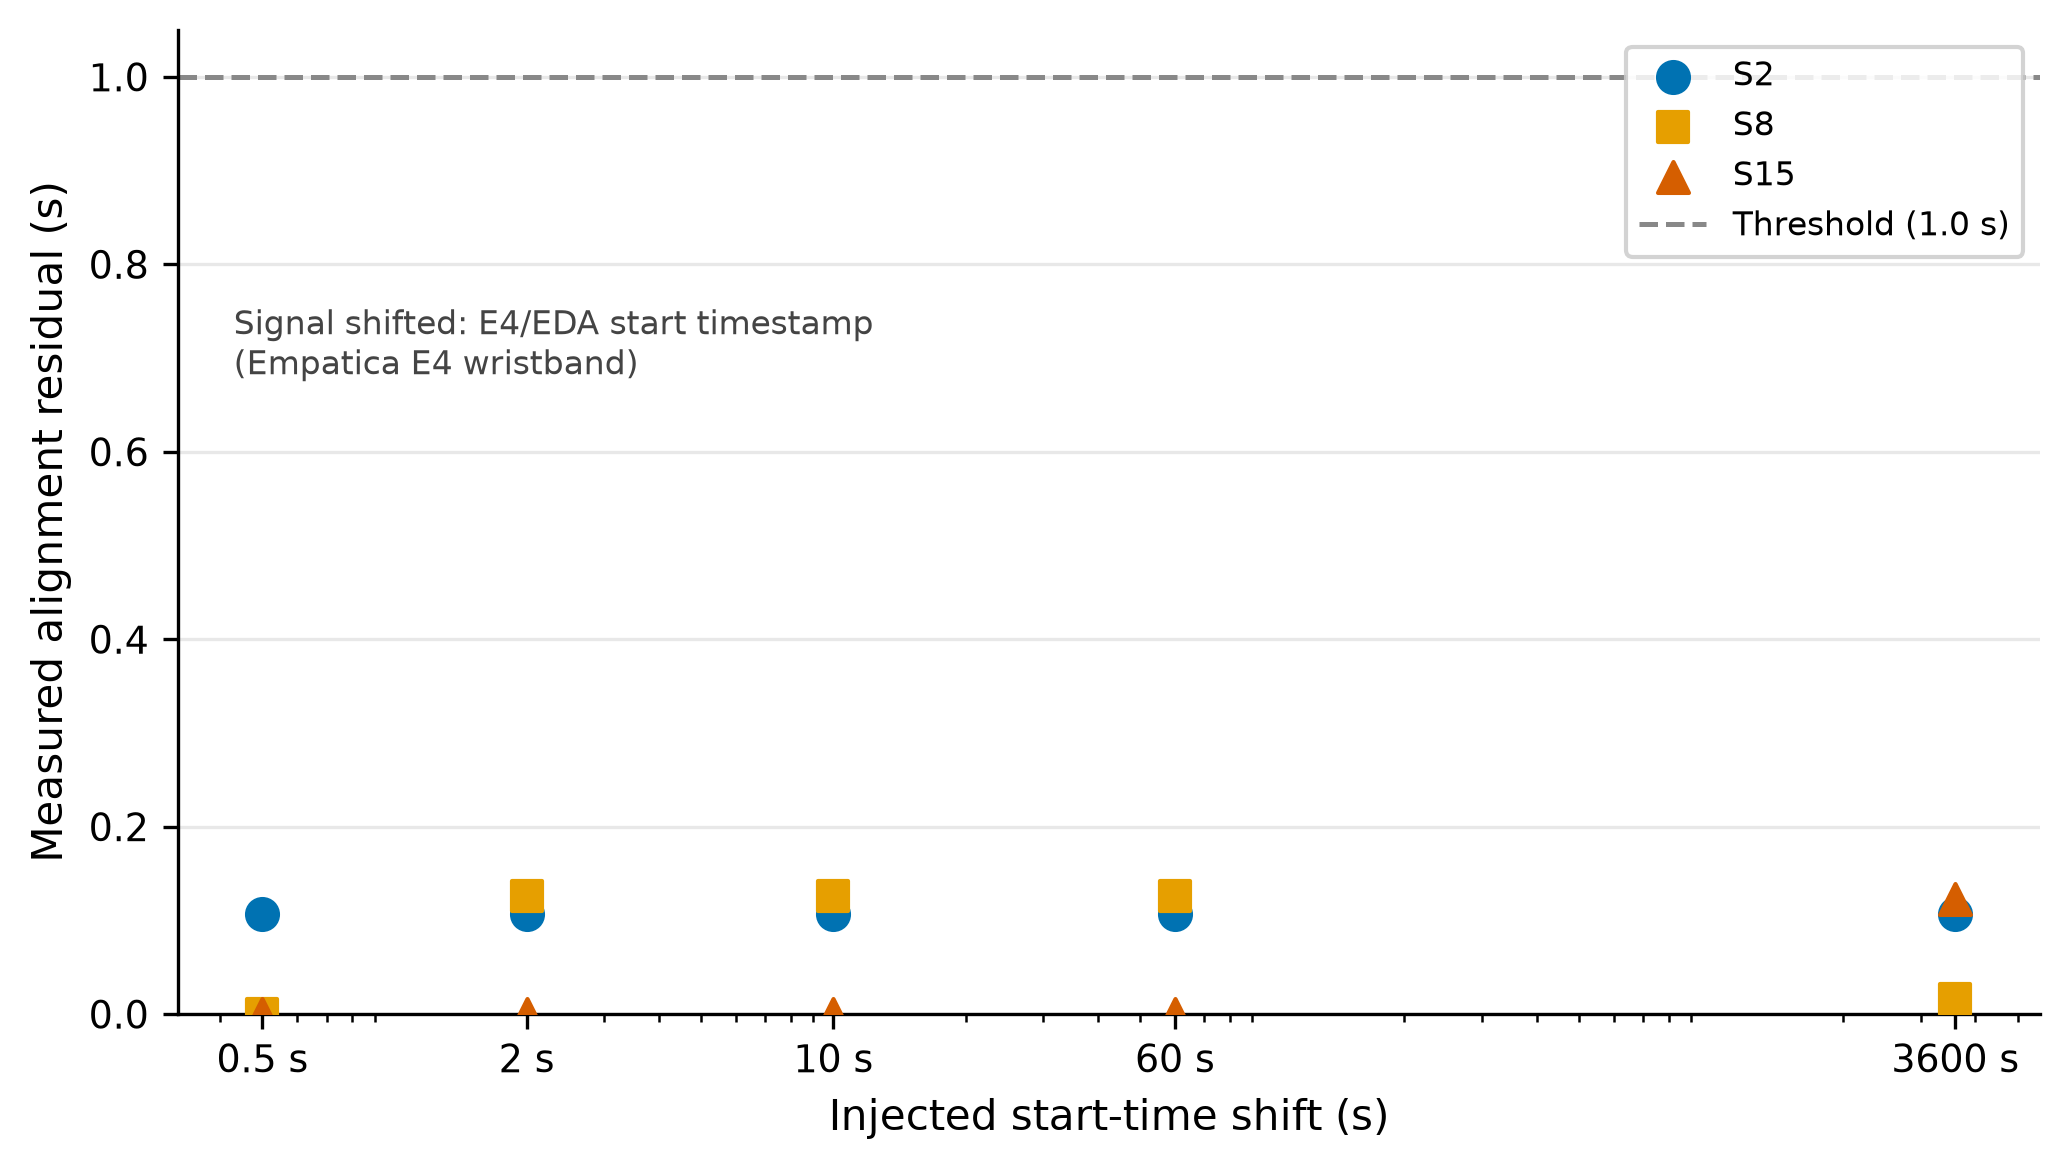 Measured alignment residual (s)
1.0
0.8
0.6
0.4
0.2
0.0
S2
S8
S15
Threshold (1.0 s)
Signal shifted: E4/EDA start timestamp
(Empatica E4 wristband)
0.5 s
2 s
10 s
60 s
3600 s
Injected start-time shift (s)